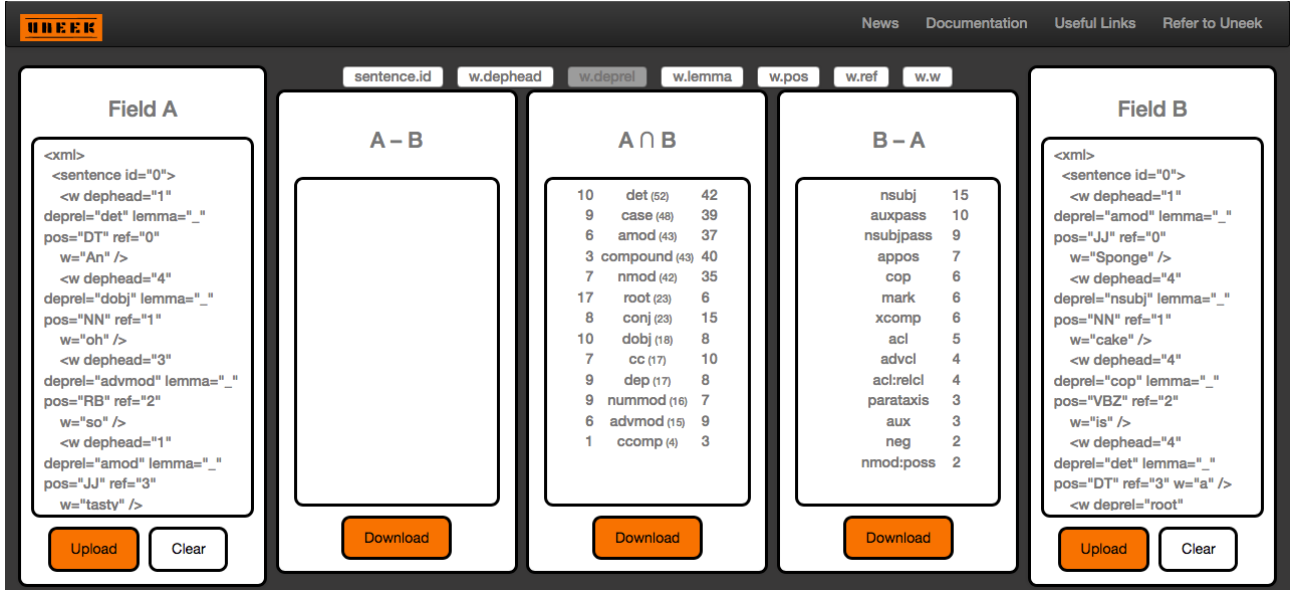 UNEEK
News Documentation Useful Links Refer to Uneek
sentence.id w.dephead w.deprel w.lemma w.pos w.ref w.w
Field A
<xml>
<sentence id="0">
<w dephead="1"
deprel="det" lemma="_"
pos="DT" ref="0"
w="An" />
<w dephead="4"
deprel="dobj" lemma="_"
pos="NN" ref="1"
w="oh" />
<w dephead="3"
deprel="advmod" lemma="_"
pos="RB" ref="2"
w="so" />
<w dephead="1"
deprel="amod" lemma="_"
pos="JJ" ref="3"
w="tasty" />
Upload Clear
A – B
Download
A ∩ B
10 det (52) 42
9 case (48) 39
6 amod (43) 37
3 compound (43) 40
7 nmod (42) 35
17 root (23) 6
8 conj (23) 15
10 dobj (18) 8
7 cc (17) 10
9 dep (17) 8
9 nummod (16) 7
6 advmod (15) 9
1 ccomp (4) 3
Download
B – A
nsubj 15
auxpass 10
nsubjpass 9
appos 7
cop 6
mark 6
xcomp 6
acl 5
advcl 4
acl:relcl 4
parataxis 3
aux 3
neg 2
nmod:poss 2
Download
Field B
<xml>
<sentence id="0">
<w dephead="1"
deprel="amod" lemma="_"
pos="JJ" ref="0"
w="Sponge" />
<w dephead="4"
deprel="nsubj" lemma="_"
pos="NN" ref="1"
w="cake" />
<w dephead="4"
deprel="cop" lemma="_"
pos="VBZ" ref="2"
w="is" />
<w dephead="4"
deprel="det" lemma="_"
pos="DT" ref="3" w="a" />
<w deprel="root"
Upload Clear